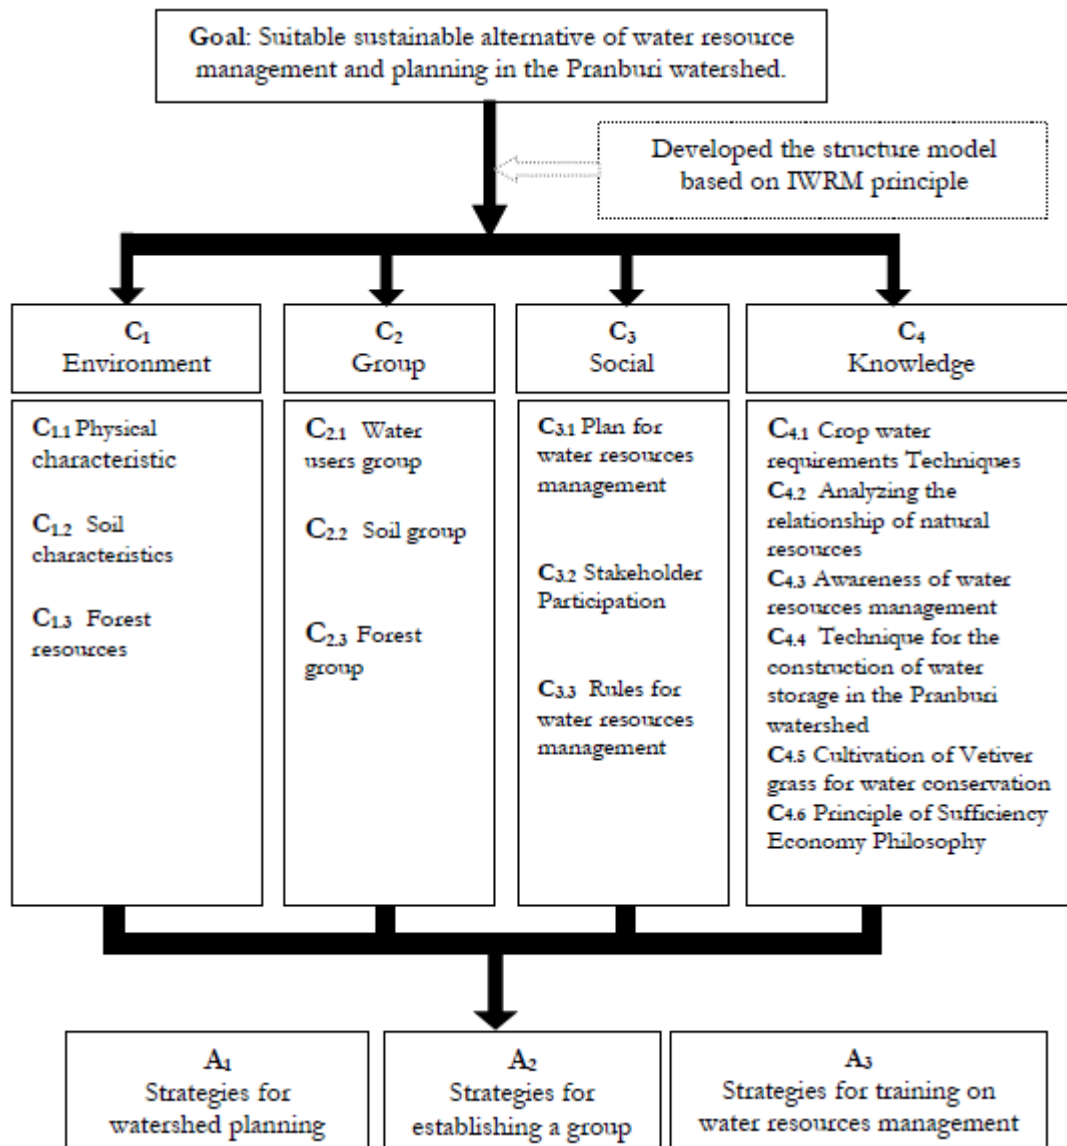 Goal: Suitable sustainable alternative of water resource
management and planning in the Pranburi watershed.
Developed the structure model
based on IWRM principle
C1
Environment
C2
Group
C3
Social
C4
Knowledge
C1.1 Physical
characteristic
C1.2 Soil
characteristics
C1.3 Forest
resources
C2.1 Water
users group
C2.2 Soil group
C2.3 Forest
group
C3.1 Plan for
water resources
management
C3.2 Stakeholder
Participation
C3.3 Rules for
water resources
management
C4.1 Crop water
requirements Techniques
C4.2 Analyzing the
relationship of natural
resources
C4.3 Awareness of water
resources management
C4.4 Technique for the
construction of water
storage in the Pranburi
watershed
C4.5 Cultivation of Vetiver
grass for water conservation
C4.6 Principle of Sufficiency
Economy Philosophy
A1
Strategies for
watershed planning
A2
Strategies for
establishing a group
A3
Strategies for training on
water resources management